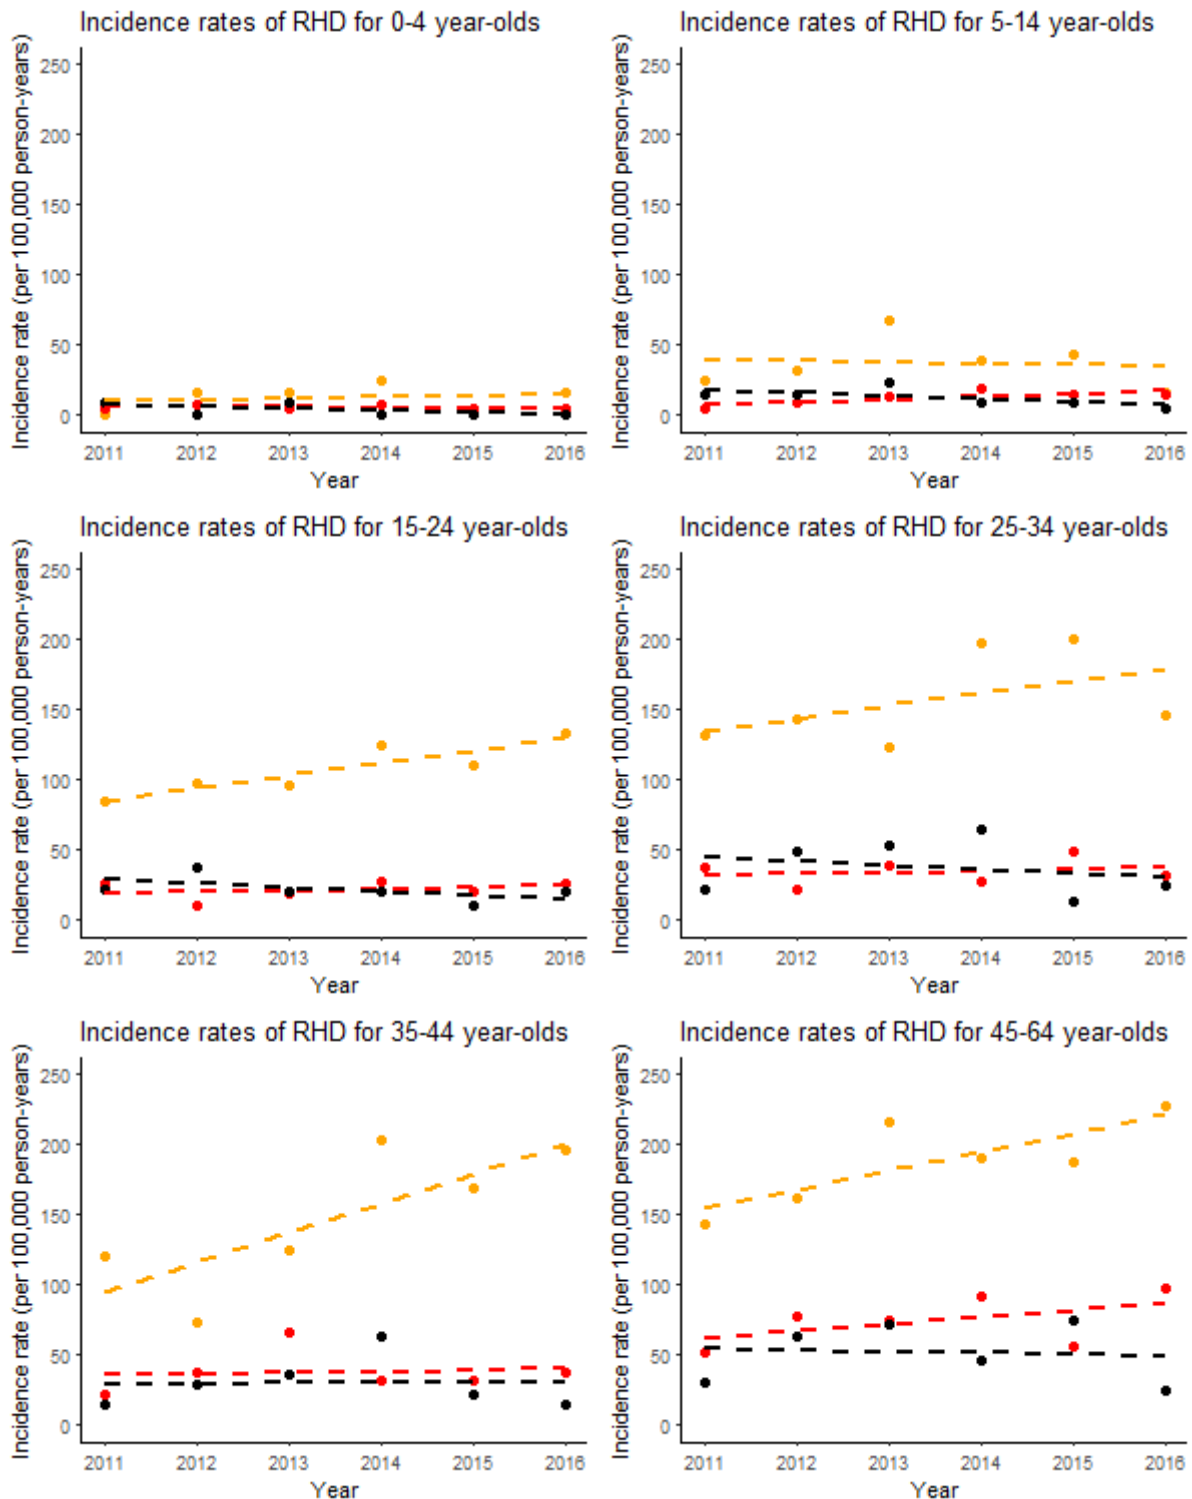 Incidence rates of RHD for 0-4 year-olds
Incidence rate (per 100,000 person-years)
250
200
150
100
50
0
2011 2012 2013 2014 2015 2016
Year
Incidence rates of RHD for 5-14 year-olds
Incidence rate (per 100,000 person-years)
250
200
150
100
50
0
2011 2012 2013 2014 2015 2016
Year
Incidence rates of RHD for 15-24 year-olds
Incidence rate (per 100,000 person-years)
250
200
150
100
50
0
2011 2012 2013 2014 2015 2016
Year
Incidence rates of RHD for 25-34 year-olds
Incidence rate (per 100,000 person-years)
250
200
150
100
50
0
2011 2012 2013 2014 2015 2016
Year
Incidence rates of RHD for 35-44 year-olds
Incidence rate (per 100,000 person-years)
250
200
150
100
50
0
2011 2012 2013 2014 2015 2016
Year
Incidence rates of RHD for 45-64 year-olds
Incidence rate (per 100,000 person-years)
250
200
150
100
50
0
2011 2012 2013 2014 2015 2016
Year